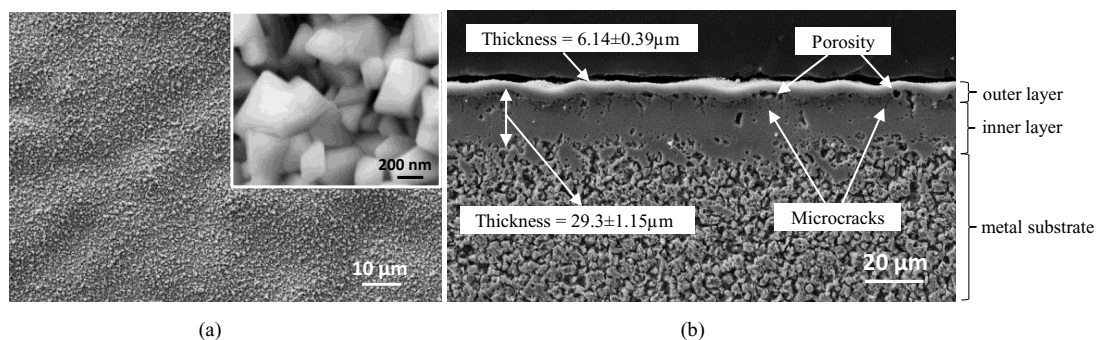 200 nm
10 µm
(a)
Thickness = 6.14±0.39µm
Porosity
outer layer
inner layer
Thickness = 29.3±1.15µm
Microcracks
metal substrate
20 µm
(b)